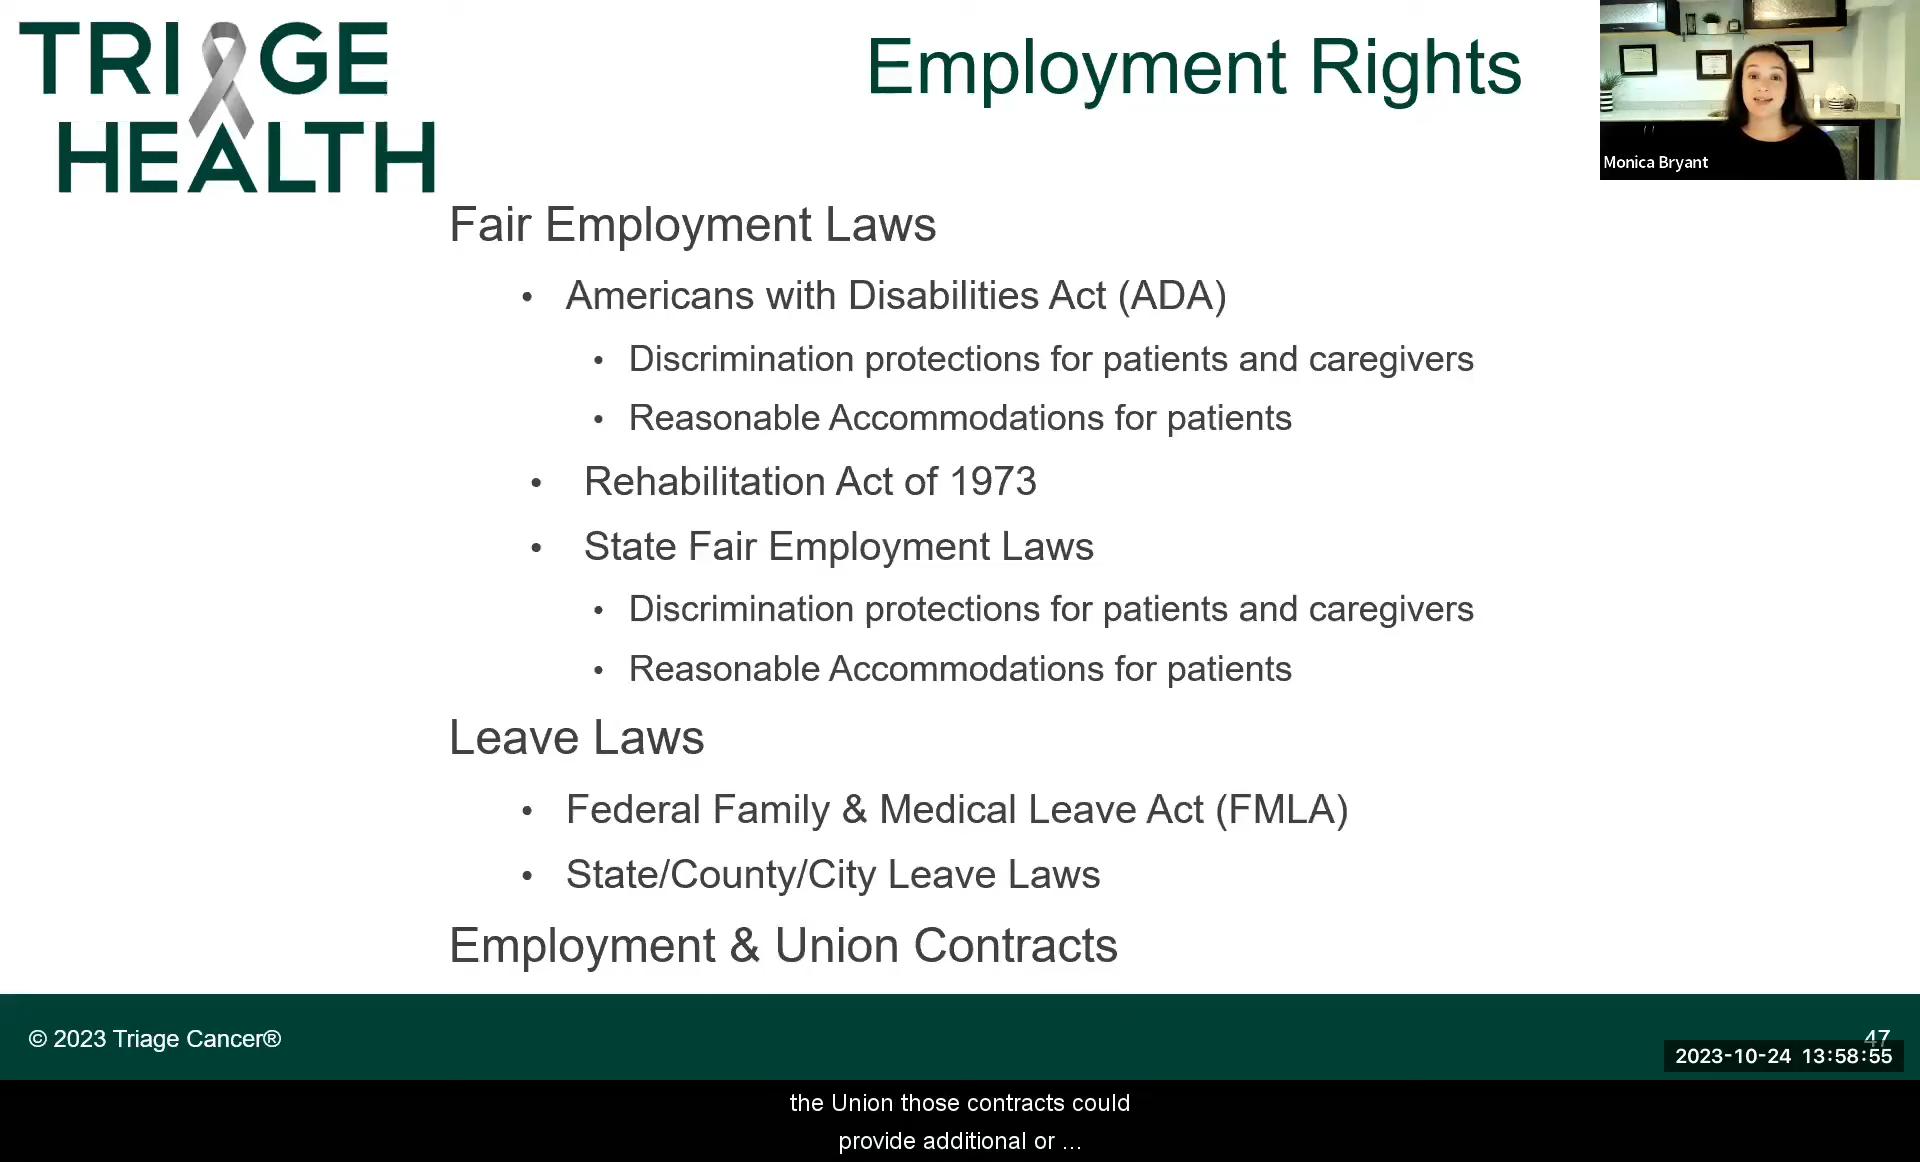 TRIAGE
HEALTH
Employment Rights
Monica Bryant
Fair Employment Laws
• Americans with Disabilities Act (ADA)
• Discrimination protections for patients and caregivers
• Reasonable Accommodations for patients
• Rehabilitation Act of 1973
• State Fair Employment Laws
• Discrimination protections for patients and caregivers
• Reasonable Accommodations for patients
Leave Laws
• Federal Family & Medical Leave Act (FMLA)
• State/County/City Leave Laws
Employment & Union Contracts
© 2023 Triage Cancer®
47
2023-10-24 13:58:55
the Union those contracts could
provide additional or ...